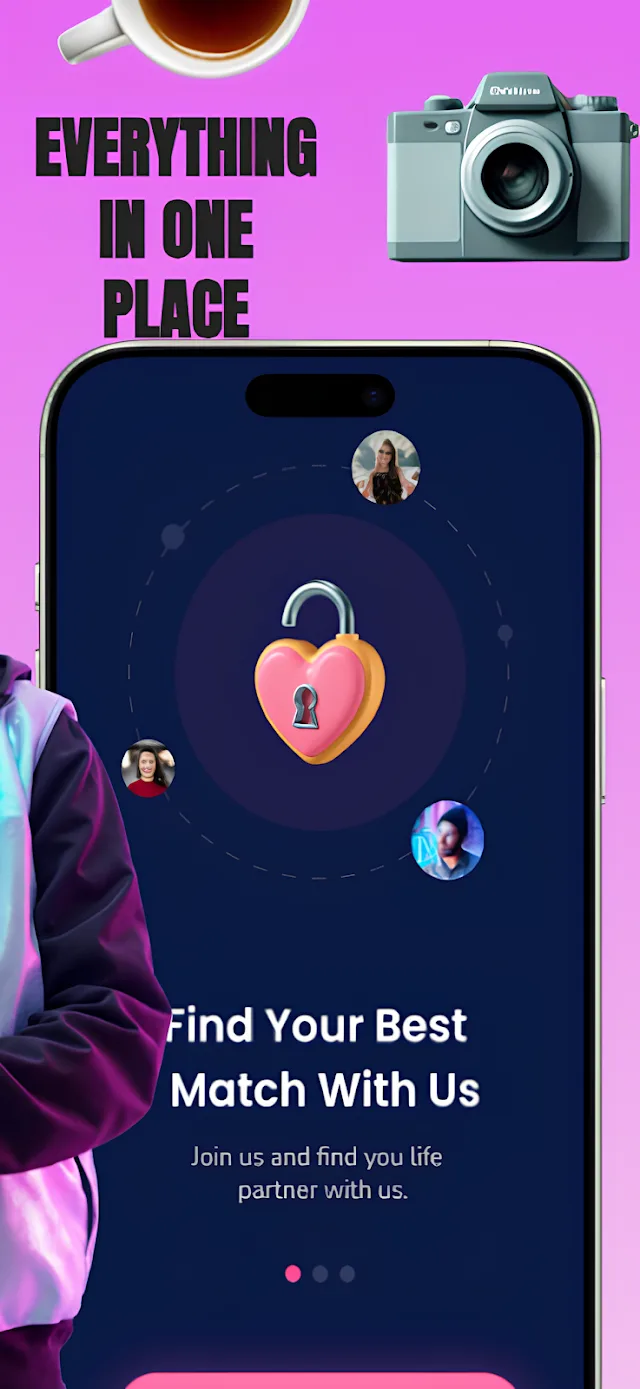 EVERYTHING
IN ONE
PLACE
Find Your Best
Match With Us
Join us and find you life
partner with us.